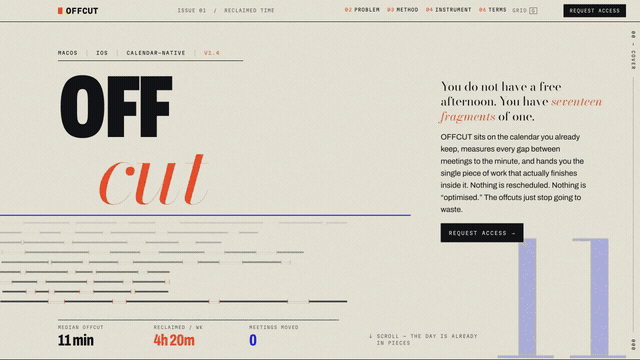 OFFCUT
ISSUE 01 / RECLAIMED TIME
02 PROBLEM 03 METHOD 04 INSTRUMENT 06 TERMS GRID G
REQUEST ACCESS
00 — COVER
MACOS | IOS | CALENDAR-NATIVE | V1.4
OFF
cut
You do not have a free
afternoon. You have seventeen
fragments of one.
OFFCUT sits on the calendar you already
keep, measures every gap between
meetings to the minute, and hands you the
single piece of work that actually finishes
inside it. Nothing is rescheduled. Nothing is
“optimised.” The offcuts just stop going to
waste.
REQUEST ACCESS →
11
MEDIAN OFFCUT
11 min
RECLAIMED / WK
4h 20m
MEETINGS MOVED
0
↓ SCROLL — THE DAY IS ALREADY
IN PIECES
000